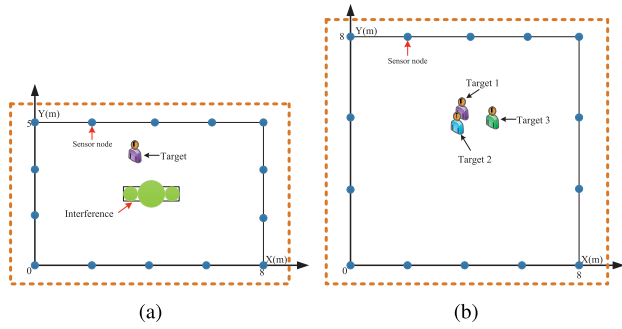 Y(m)
5
Sensor node
Target
Interference
0
8
X(m)
(a)
Y(m)
8
Sensor node
Target 1
Target 3
Target 2
0
8
X(m)
(b)